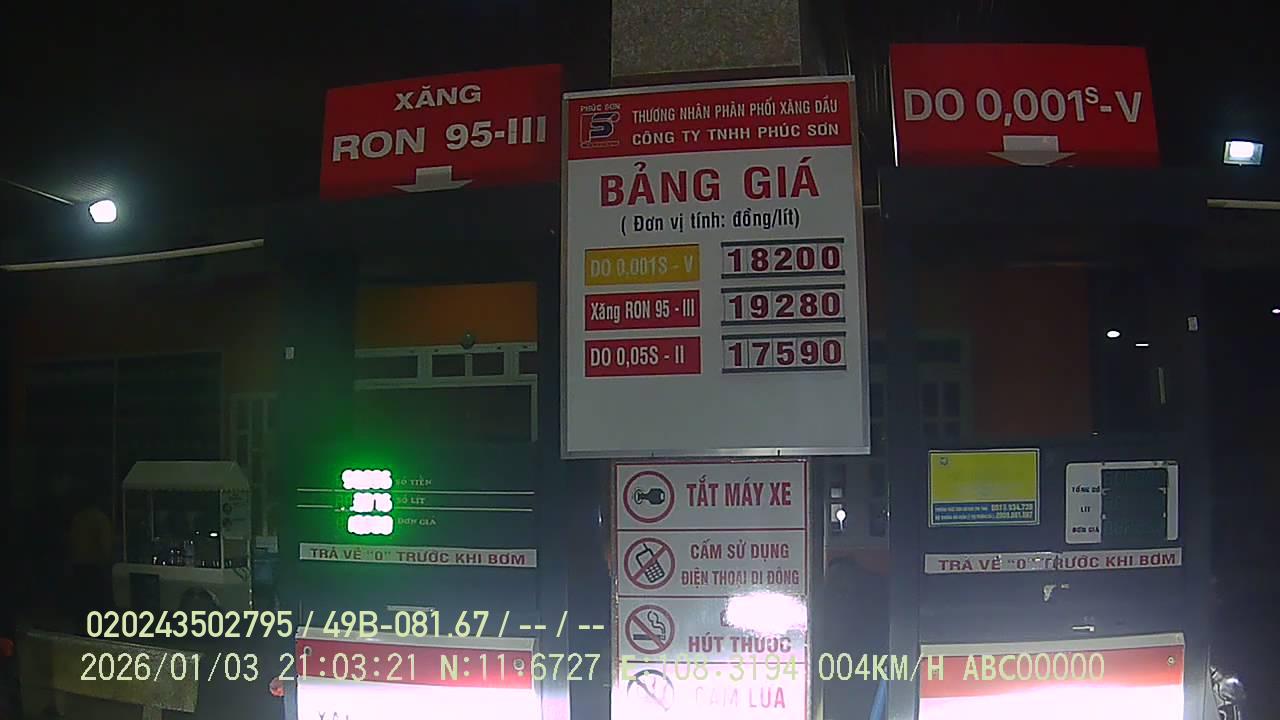 XĂNG
RON 95-III
PHÚC SƠN
THƯƠNG NHÂN PHÂN PHỐI XĂNG DẦU
CÔNG TY TNHH PHÚC SƠN
BẢNG GIÁ
( Đơn vị tính: đồng/lít)
DO 0,001S - V 18200
Xăng RON 95 - III 19280
DO 0,05S - II 17590
DO 0,001S-V
TẮT MÁY XE
CẤM SỬ DỤNG
ĐIỆN THOẠI DI ĐỘNG
HÚT THUỐC
CẤM LỬA
SỐ TIỀN
SỐ LÍT
ĐƠN GIÁ
TRẢ VỀ "0" TRƯỚC KHI BƠM
TỔNG SỐ
LÍT
ĐƠN GIÁ
TRẢ VỀ "0" TRƯỚC KHI BƠM
020243502795 / 49B-081.67 / -- / --
2026/01/03 21:03:21 N:11.6727 E:108.3194 004KM/H ABC00000